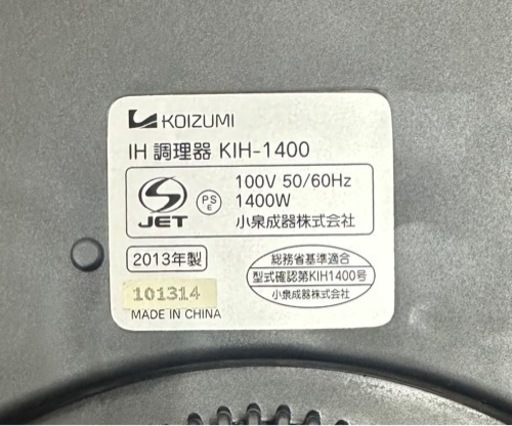 KOIZUMI
IH 調理器 KIH-1400
S JET
PS E
100V 50/60Hz
1400W
小泉成器株式会社
2013年製
総務省基準適合
型式確認第KIH1400号
小泉成器株式会社
101314
MADE IN CHINA